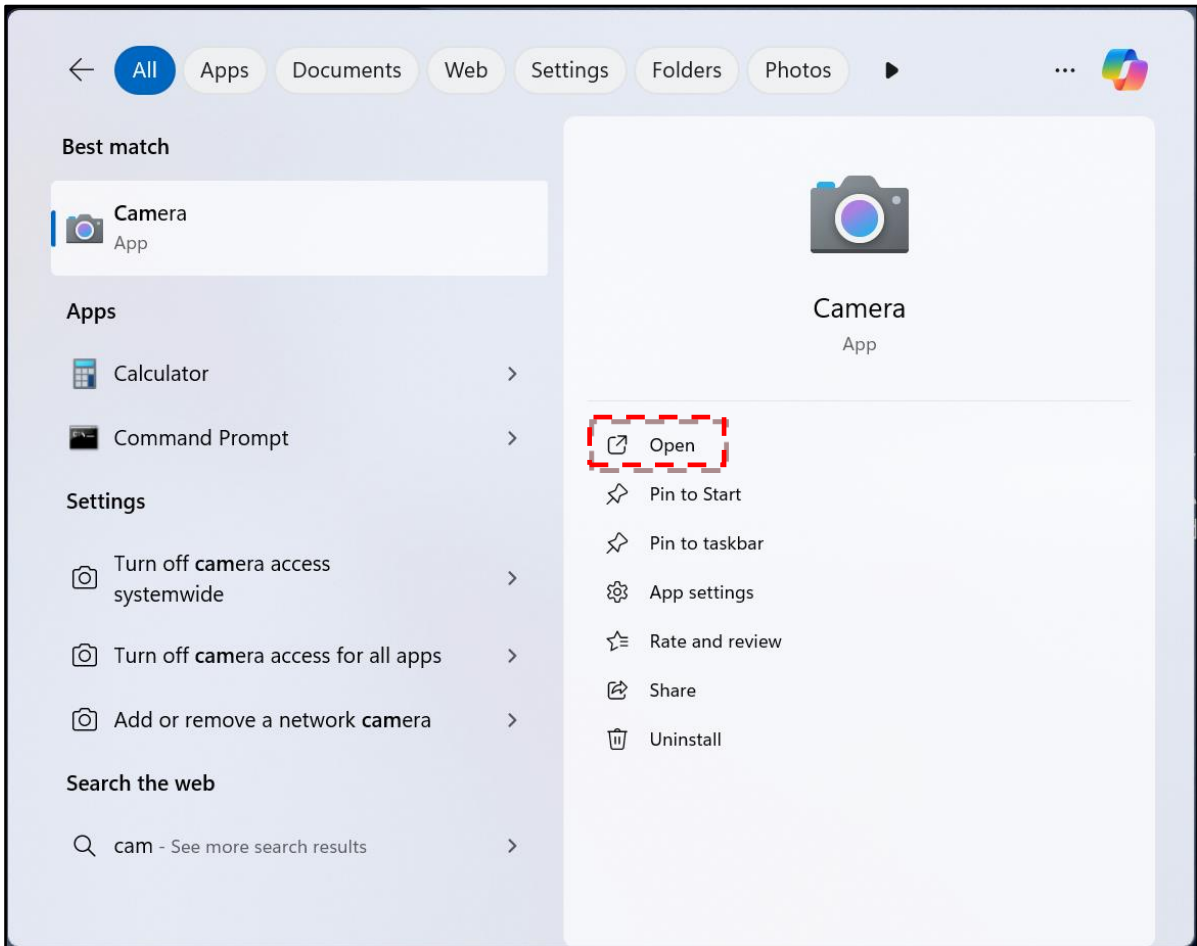 All
Apps
Documents
Web
Settings
Folders
Photos
Best match
Camera
App
Apps
Calculator
Command Prompt
Settings
Turn off camera access
systemwide
Turn off camera access for all apps
Add or remove a network camera
Search the web
cam - See more search results
Camera
App
Open
Pin to Start
Pin to taskbar
App settings
Rate and review
Share
Uninstall